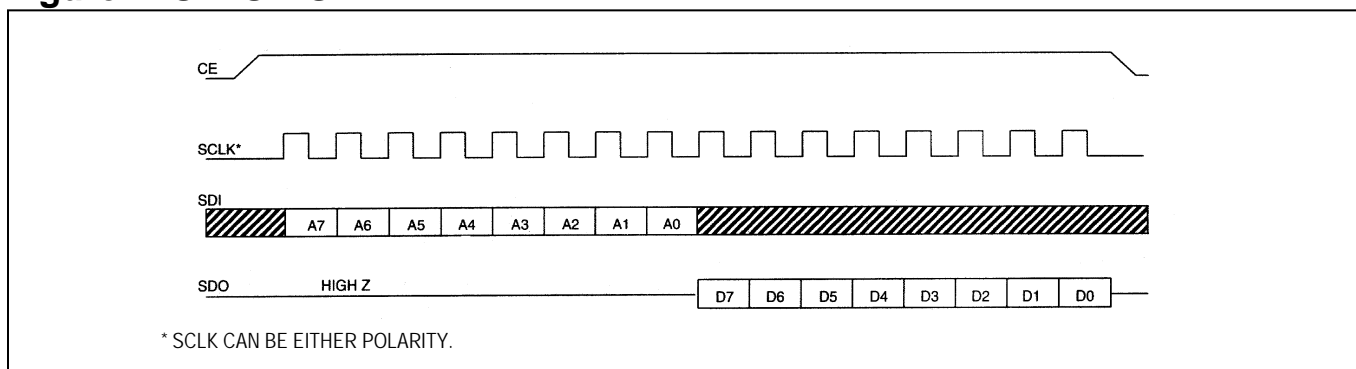 CE
SCLK*
SDI
A7 A6 A5 A4 A3 A2 A1 A0
SDO HIGH Z D7 D6 D5 D4 D3 D2 D1 D0
* SCLK CAN BE EITHER POLARITY.